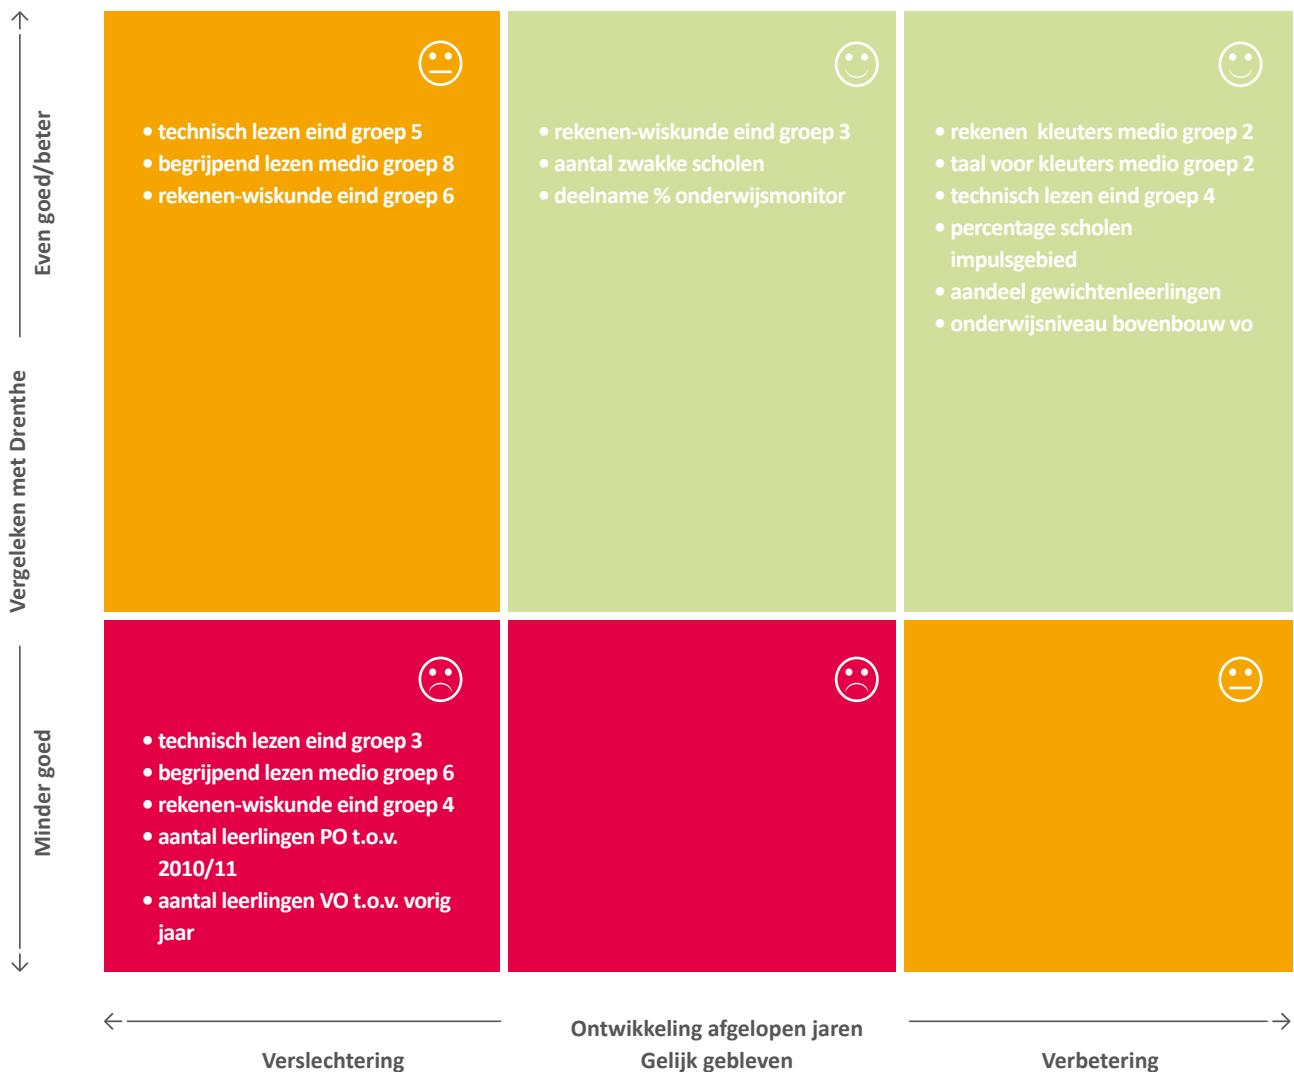 Even goed/beter
Vergeleken met Drenthe
Minder goed
• technisch lezen eind groep 5
• begrijpend lezen medio groep 8
• rekenen-wiskunde eind groep 6
• rekenen-wiskunde eind groep 3
• aantal zwakke scholen
• deelname % onderwijsmonitor
• rekenen kleuters medio groep 2
• taal voor kleuters medio groep 2
• technisch lezen eind groep 4
• percentage scholen
impulsgebied
• aandeel gewichtenleerlingen
• onderwijsniveau bovenbouw vo
• technisch lezen eind groep 3
• begrijpend lezen medio groep 6
• rekenen-wiskunde eind groep 4
• aantal leerlingen PO t.o.v.
2010/11
• aantal leerlingen VO t.o.v. vorig
jaar
Ontwikkeling afgelopen jaren
Verslechtering
Gelijk gebleven
Verbetering